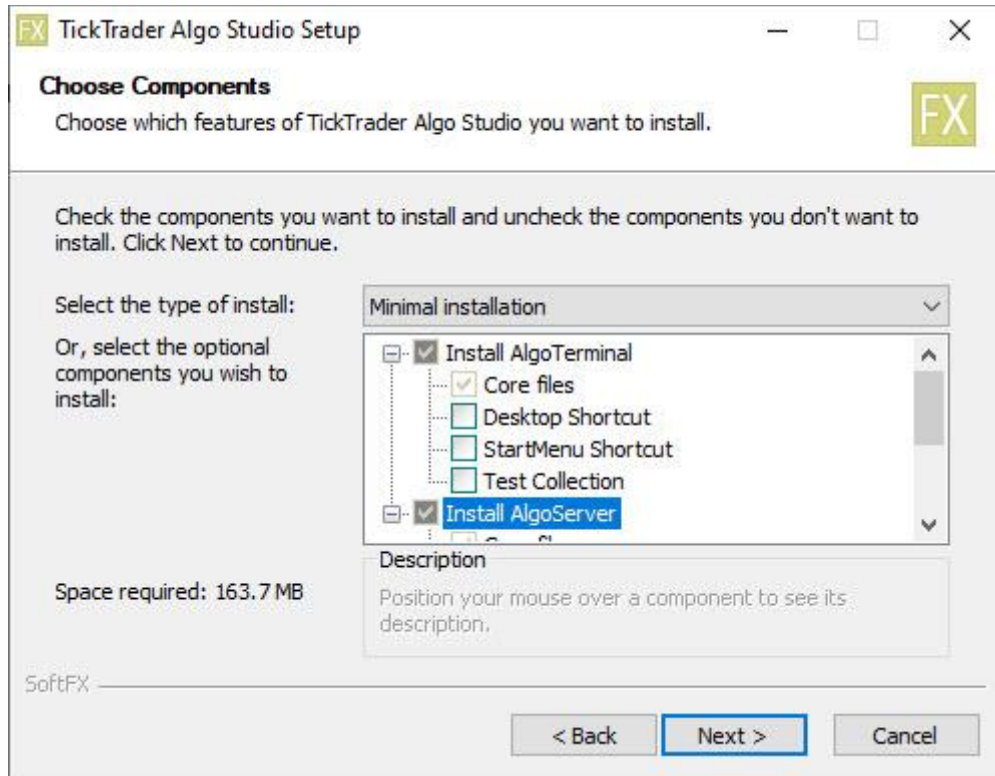 FX TickTrader Algo Studio Setup
Choose Components
Choose which features of TickTrader Algo Studio you want to install.
FX
Check the components you want to install and uncheck the components you don't want to
install. Click Next to continue.
Select the type of install:
Minimal installation
Or, select the optional
components you wish to
install:
Install AlgoTerminal
Core files
Desktop Shortcut
StartMenu Shortcut
Test Collection
Install AlgoServer
Space required: 163.7 MB
Description
Position your mouse over a component to see its
description.
SoftFX
< Back
Next >
Cancel